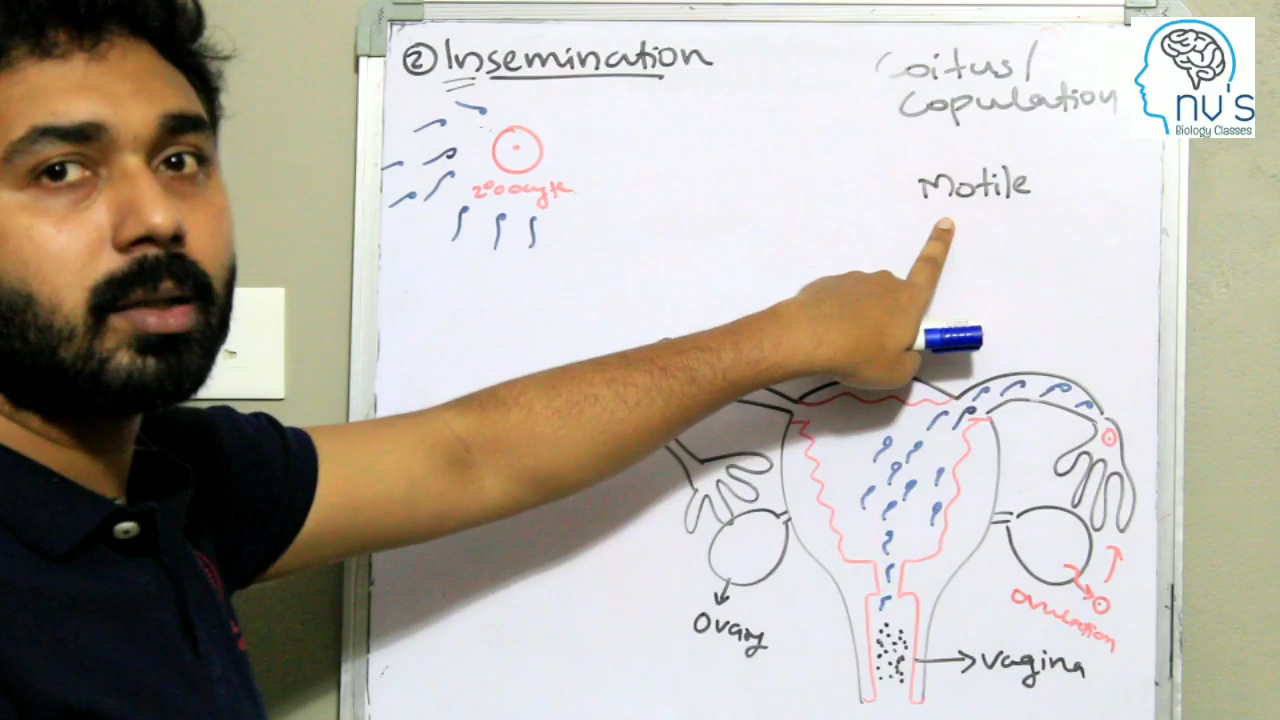 ② Insemination
Coitus/
Copulation
nv's
Biology Classes
Motile
2° oocyte
Ovary
Ovulation
Vagina